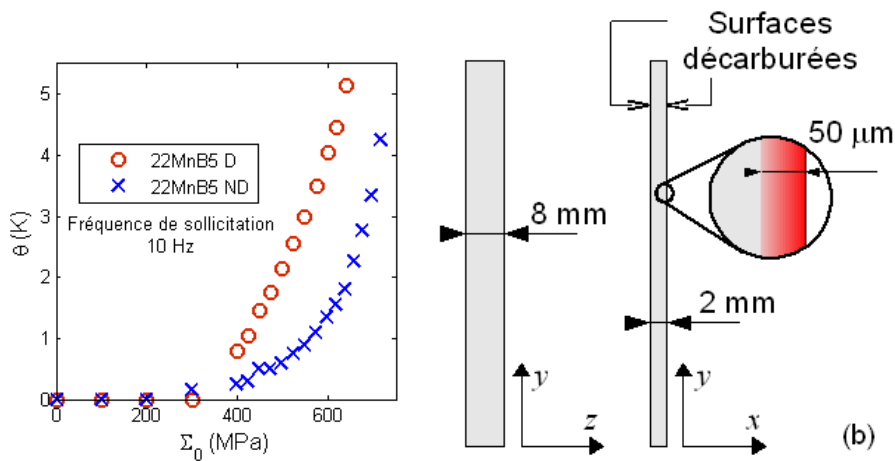 5
4
3
2
1
0
θ (K)
22MnB5 D
22MnB5 ND
Fréquence de sollicitation
10 Hz
0
200
400
600
Σ0 (MPa)
Surfaces
décarburées
50 μm
8 mm
2 mm
y
z
y
x
(b)